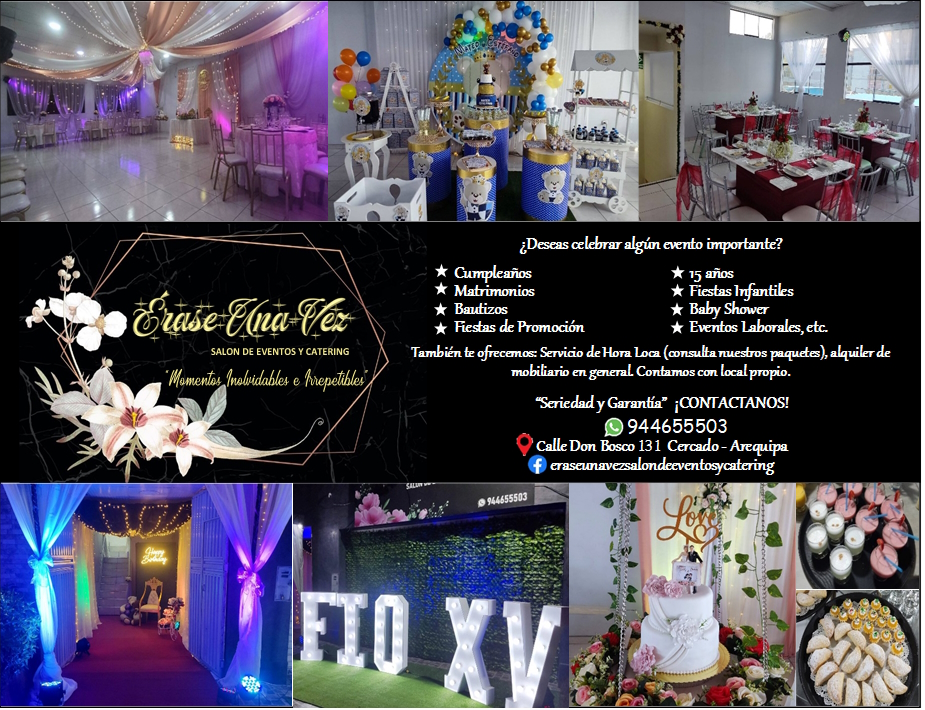 Érase Una Vez
SALON DE EVENTOS Y CATERING
"Momentos Inolvidables e Irrepetibles"
¿Deseas celebrar algún evento importante?
Cumpleaños
Matrimonios
Bautizos
Fiestas de Promoción
15 años
Fiestas Infantiles
Baby Shower
Eventos Laborales, etc.
También te ofrecemos: Servicio de Hora Loca (consulta nuestros paquetes), alquiler de
mobiliario en general. Contamos con local propio.
“Seriedad y Garantía” ¡CONTACTANOS!
944655503
Calle Don Bosco 131 Cercado - Arequipa
eraseunavezsalondeeventosycatering
Happy
Birthday
944655503
FIO XV
Love